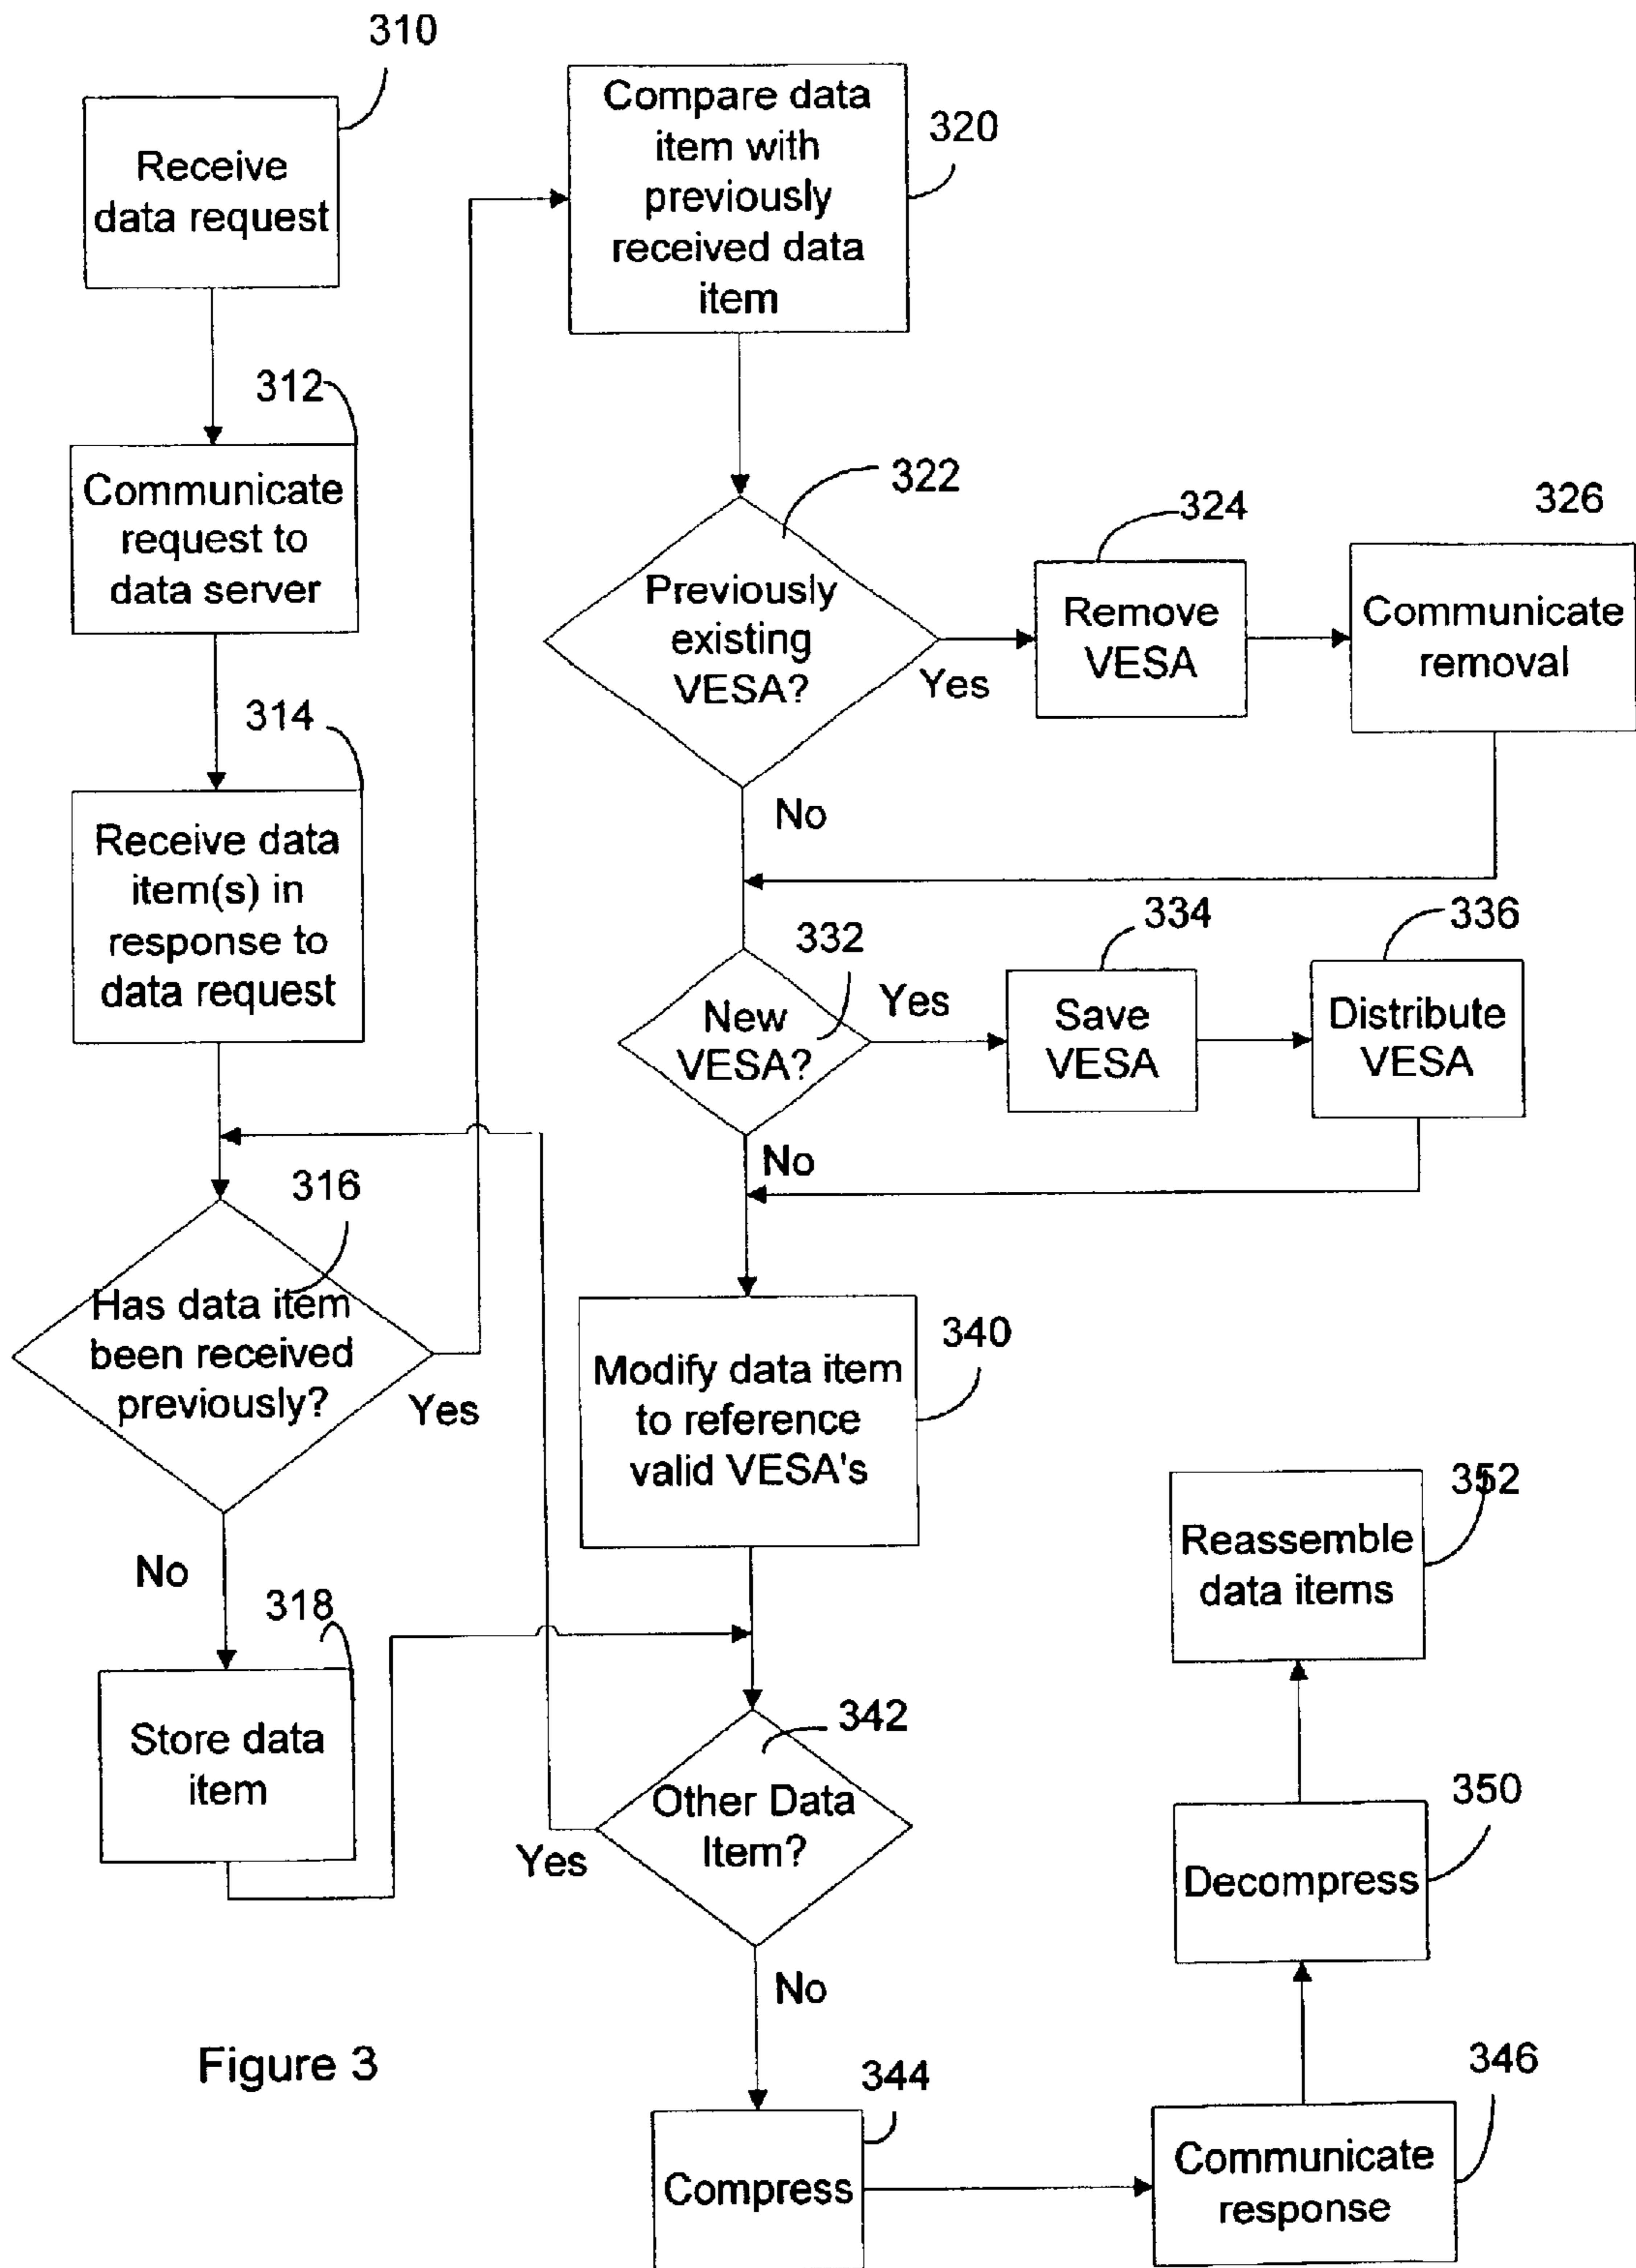 310
Receive
data request
312
Communicate
request to
data server
314
Receive data
item(s) in
response to
data request
316
Has data item
been received
previously?
Yes
No
318
Store data
item
Compare data
item with
previously
received data
item
320
322
Previously
existing
VESA?
Yes
No
324
Remove
VESA
326
Communicate
removal
332
New
VESA?
Yes
No
334
Save
VESA
336
Distribute
VESA
340
Modify data item
to reference
valid VESA's
342
Other Data
Item?
Yes
No
344
Compress
346
Communicate
response
350
Decompress
352
Reassemble
data items
Figure 3